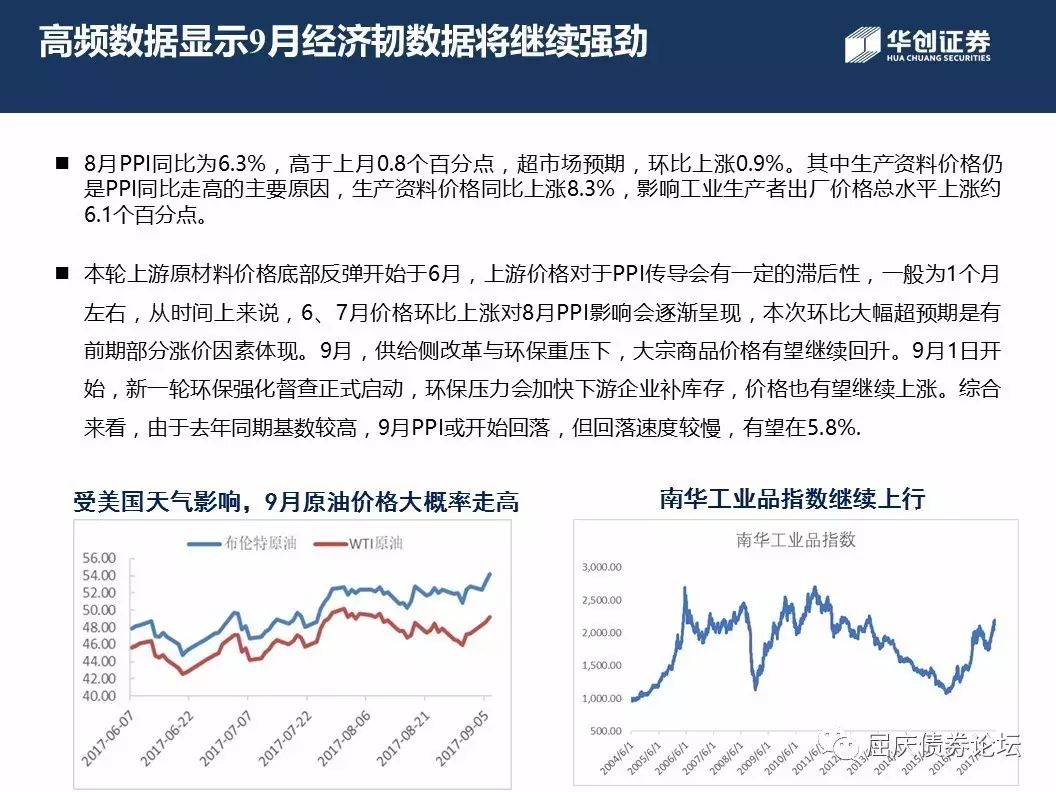 高频数据显示9月经济韧数据将继续强劲
华创证券
HUA CHUANG SECURITIES
■ 8月PPI同比为6.3%，高于上月0.8个百分点，超市场预期，环比上涨0.9%。其中生产资料价格仍
是PPI同比走高的主要原因，生产资料价格同比上涨8.3%，影响工业生产者出厂价格总水平上涨约
6.1个百分点。
■ 本轮上游原材料价格底部反弹开始于6月，上游价格对于PPI传导会有一定的滞后性，一般为1个月
左右，从时间上来说，6、7月价格环比上涨对8月PPI影响会逐渐呈现，本次环比大幅超预期是有
前期部分涨价因素体现。9月，供给侧改革与环保重压下，大宗商品价格有望继续回升。9月1日开
始，新一轮环保强化督查正式启动，环保压力会加快下游企业补库存，价格也有望继续上涨。综合
来看，由于去年同期基数较高，9月PPI或开始回落，但回落速度较慢，有望在5.8%.
受美国天气影响，9月原油价格大概率走高
布伦特原油 WTI原油
56.00
54.00
52.00
50.00
48.00
46.00
44.00
42.00
40.00
2017-06-07 2017-06-22 2017-07-07 2017-07-22 2017-08-06 2017-08-21 2017-09-05
南华工业品指数继续上行
南华工业品指数
3,000.00
2,500.00
2,000.00
1,500.00
1,000.00
500.00
2004/6/1 2005/6/1 2006/6/1 2007/6/1 2008/6/1 2009/6/1 2010/6/1 2011/6/1
屈庆债券论坛